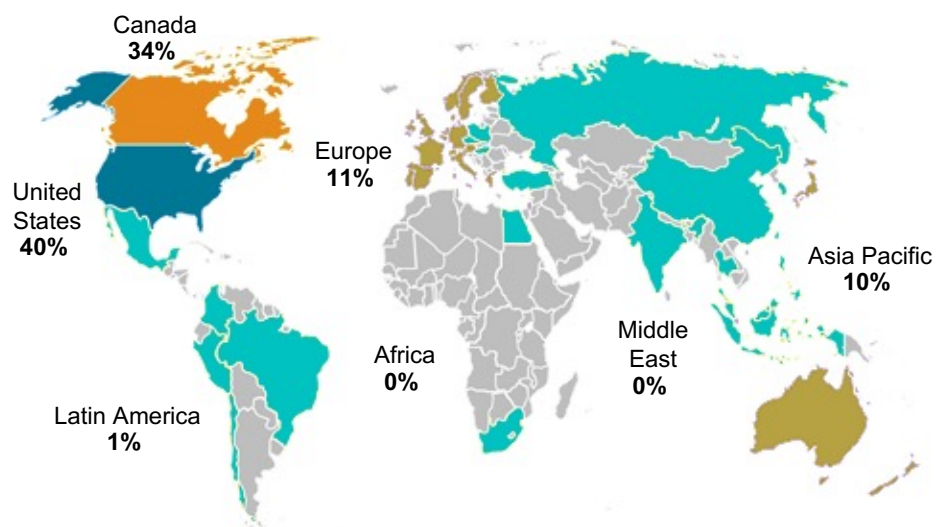 Canada
34%
Europe
11%
United
States
40%
Asia Pacific
10%
Africa
0%
Middle
East
0%
Latin America
1%